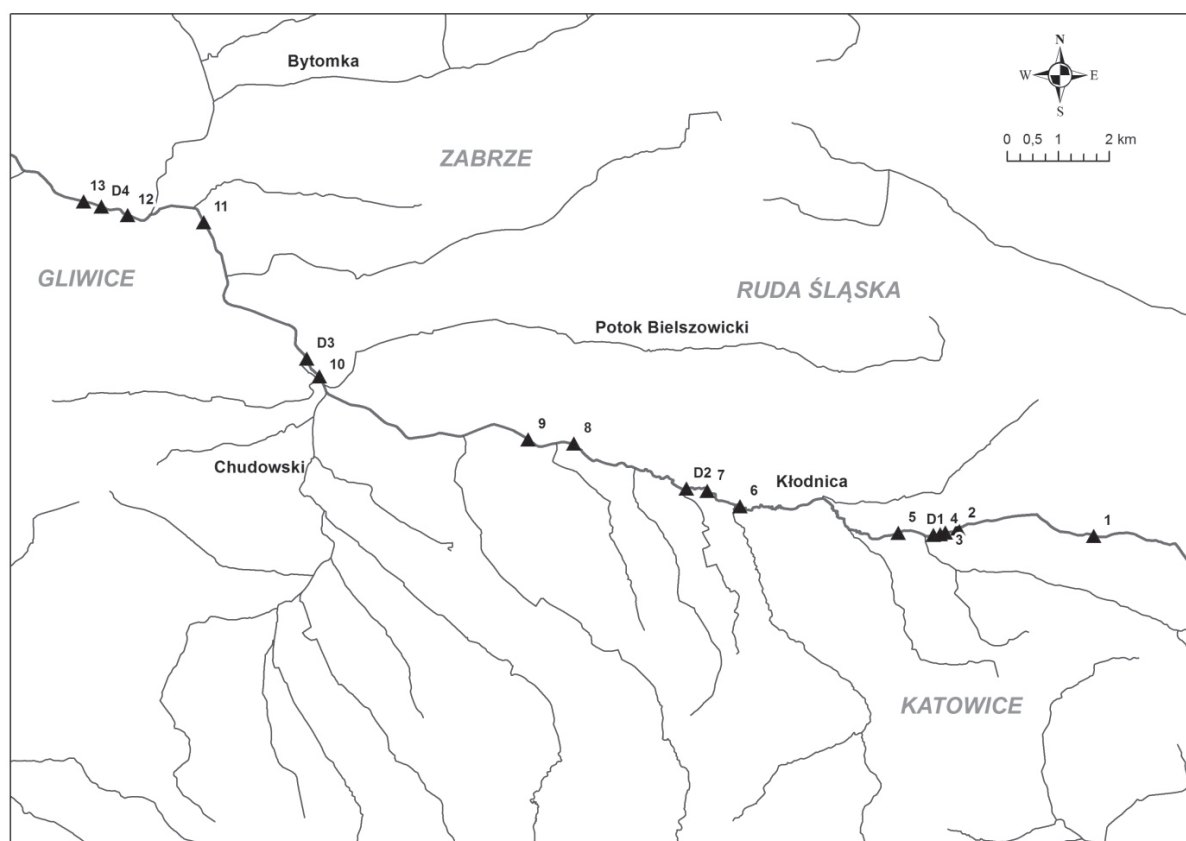 Bytomka
N
W E
S
0 0,5 1 2 km
ZABRZE
13 D4 12 11
GLIWICE
RUDA ŚLĄSKA
Potok Bielszowicki
D3
10
9 8
Chudowski
D2 7 6
Kłodnica
5 D1 4 2 1
3
KATOWICE